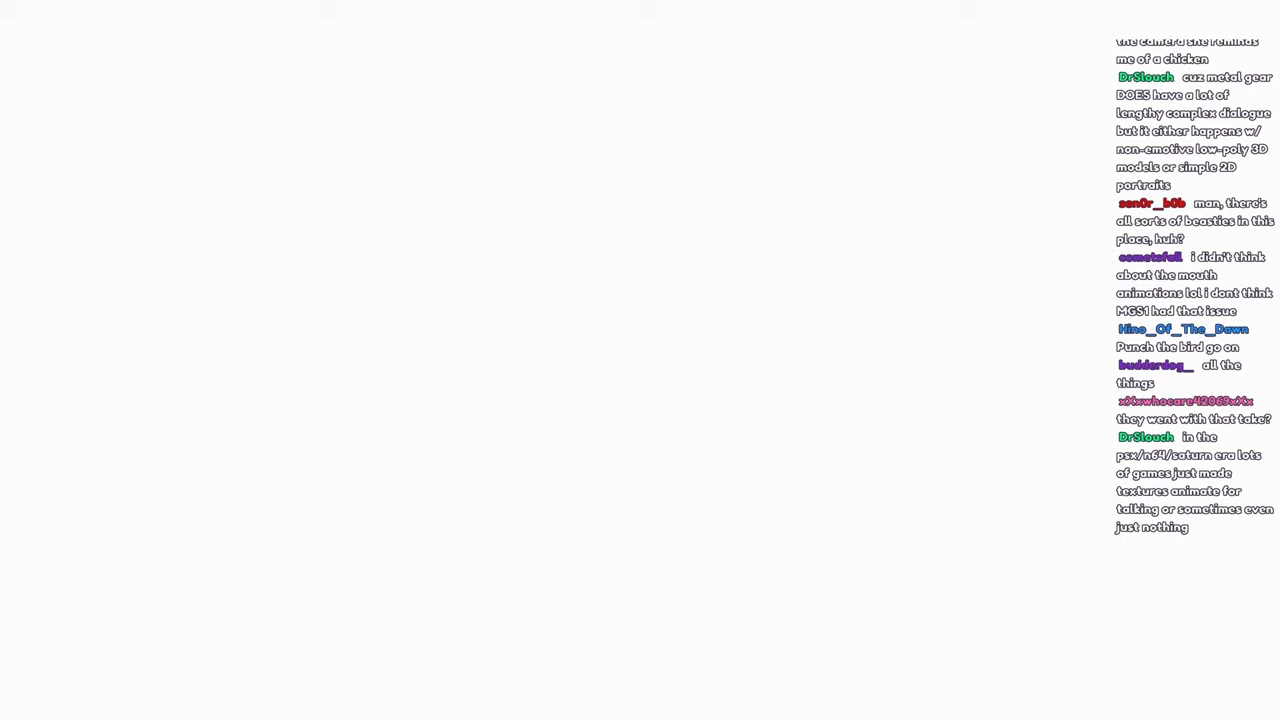 the camera she reminds
me of a chicken
DrSlouch cuz metal gear
DOES have a lot of
lengthy complex dialogue
but it either happens w/
non-emotive low-poly 3D
models or simple 2D
portraits
sen0r_b0b man, there's
all sorts of beasties in this
place, huh?
cometsfall i didn't think
about the mouth
animations lol i dont think
MGS1 had that issue
Hino_Of_The_Dawn
Punch the bird go on
budderdog_ all the
things
xXxwhocare42069xXx
they went with that take?
DrSlouch in the
psx/n64/saturn era lots
of games just made
textures animate for
talking or sometimes even
just nothing